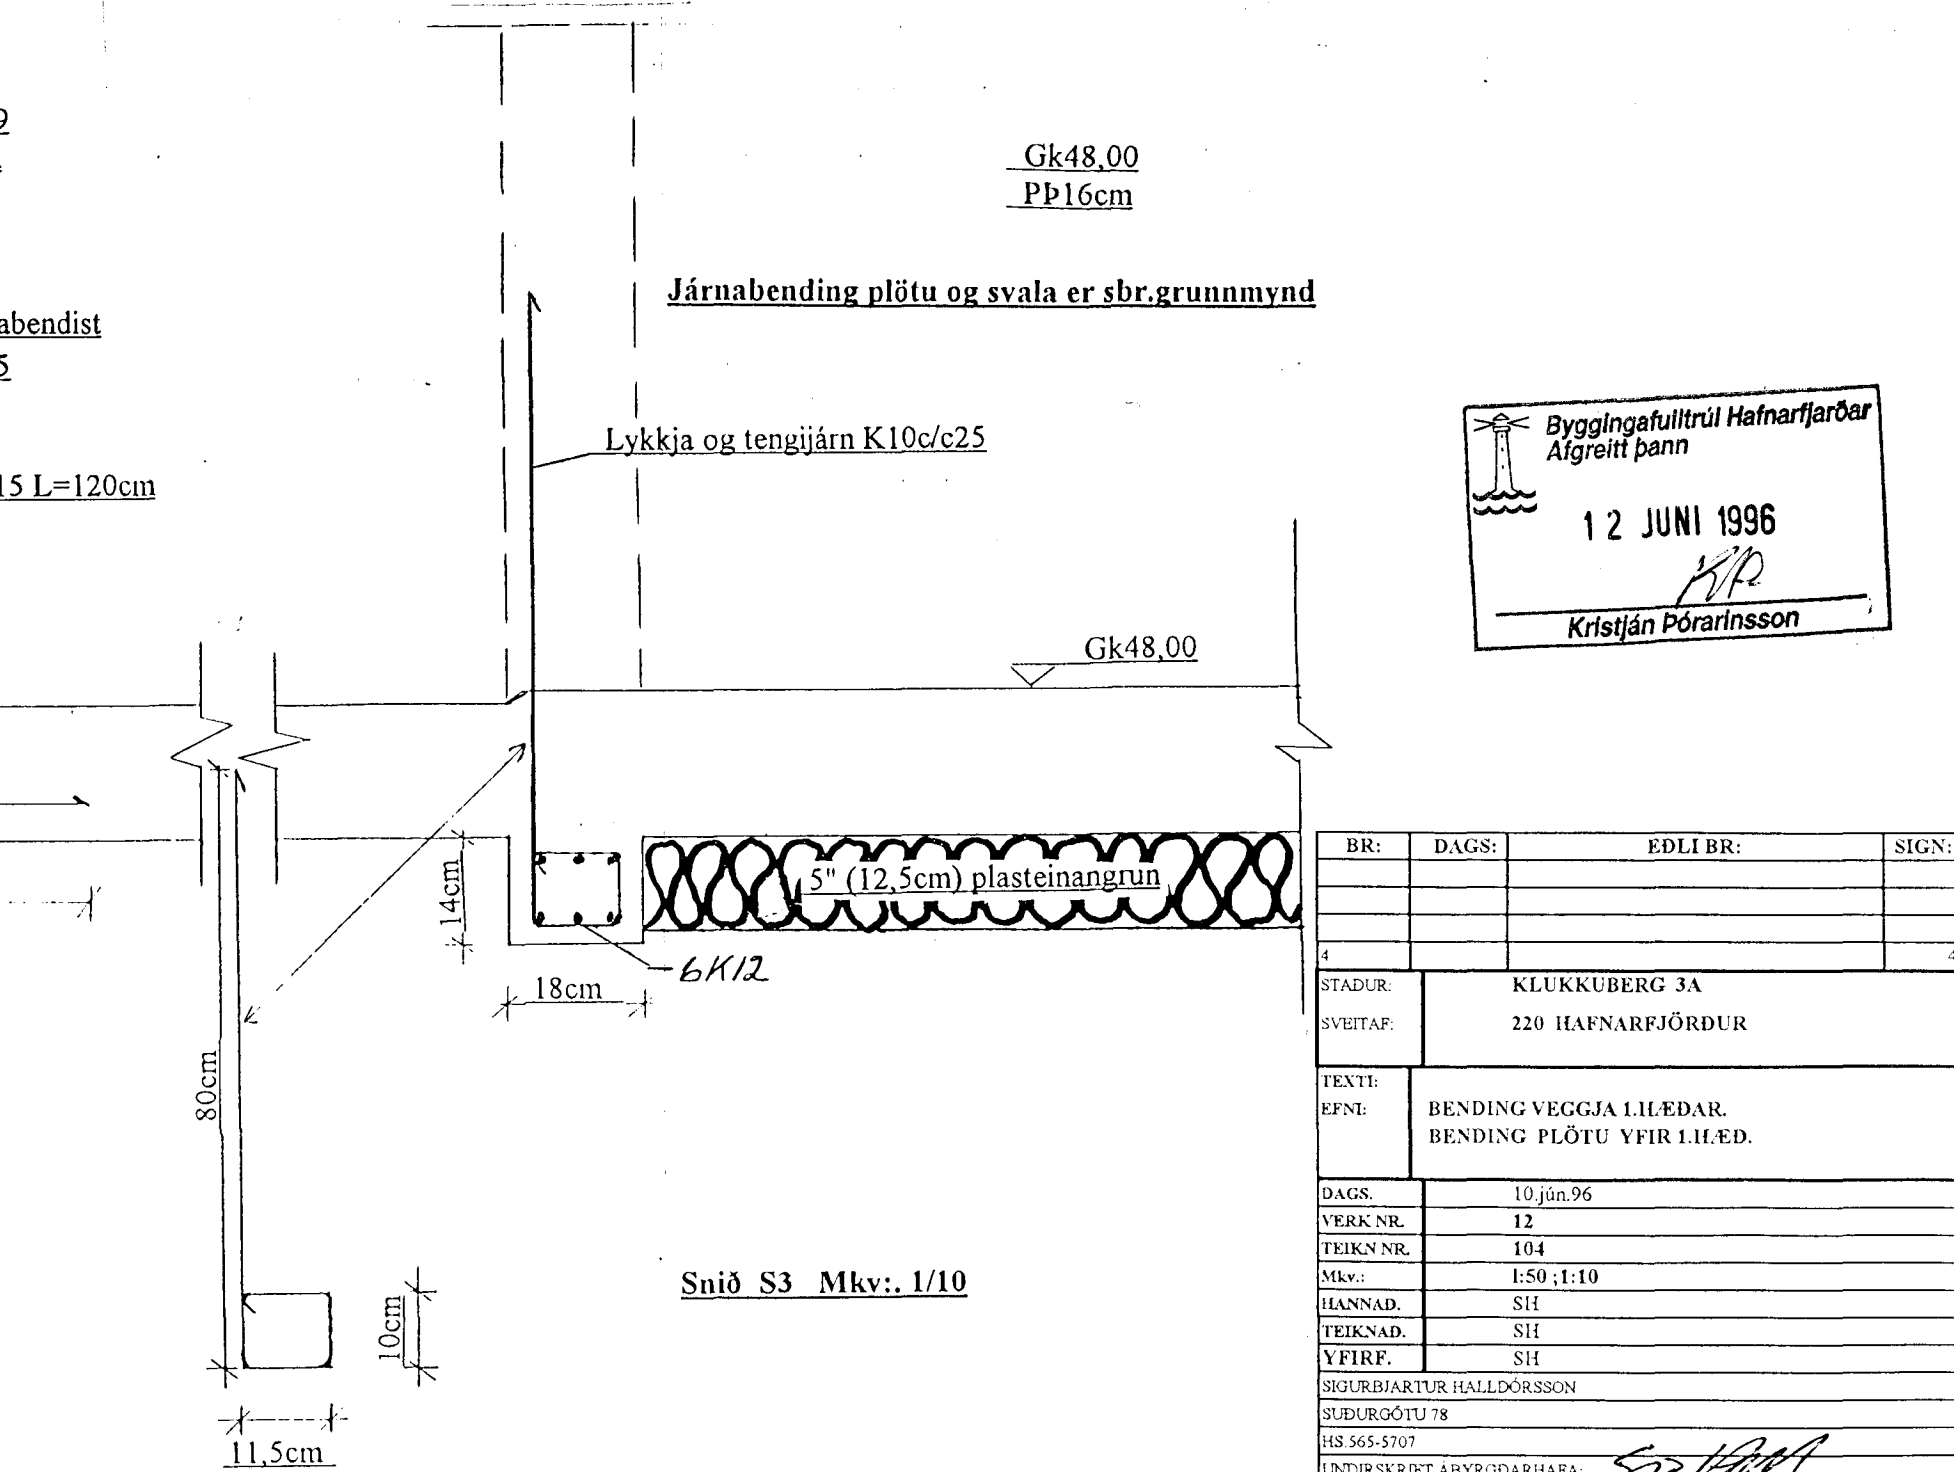 Gk48,00
PÞ16cm
Járnabending plötu og svala er sbr.grunnmynd
abendist
Lykkja og tengijárn K10c/c25
15 L=120cm
Byggingafulltrúi Hafnarfjarðar
Afgreitt þann
12 JUNI 1996
Kristján Þórarinsson
Gk48,00
14cm
5" (12,5cm) plasteinangrun
6K12
18cm
80cm
10cm
11,5cm
Snið S3 Mkv:. 1/10
BR: DAGS: EÐLI BR: SIGN:
4 4
STAÐUR: KLUKKUBERG 3A
SVEITAF: 220 HAFNARFJÖRÐUR
TEXTI:
EFNI: BENDING VEGGJA 1.HÆÐAR.
BENDING PLÖTU YFIR 1.HÆÐ.
DAGS. 10.jún.96
VERK NR. 12
TEIKN NR. 104
Mkv.: 1:50 ;1:10
HANNAÐ. SH
TEIKNAÐ. SH
YFIRF. SH
SIGURBJARTUR HALLDÓRSSON
SUÐURGÖTU 78
HS.565-5707
UNDIRSKRIFT ÁBYRGÐARHAFA: